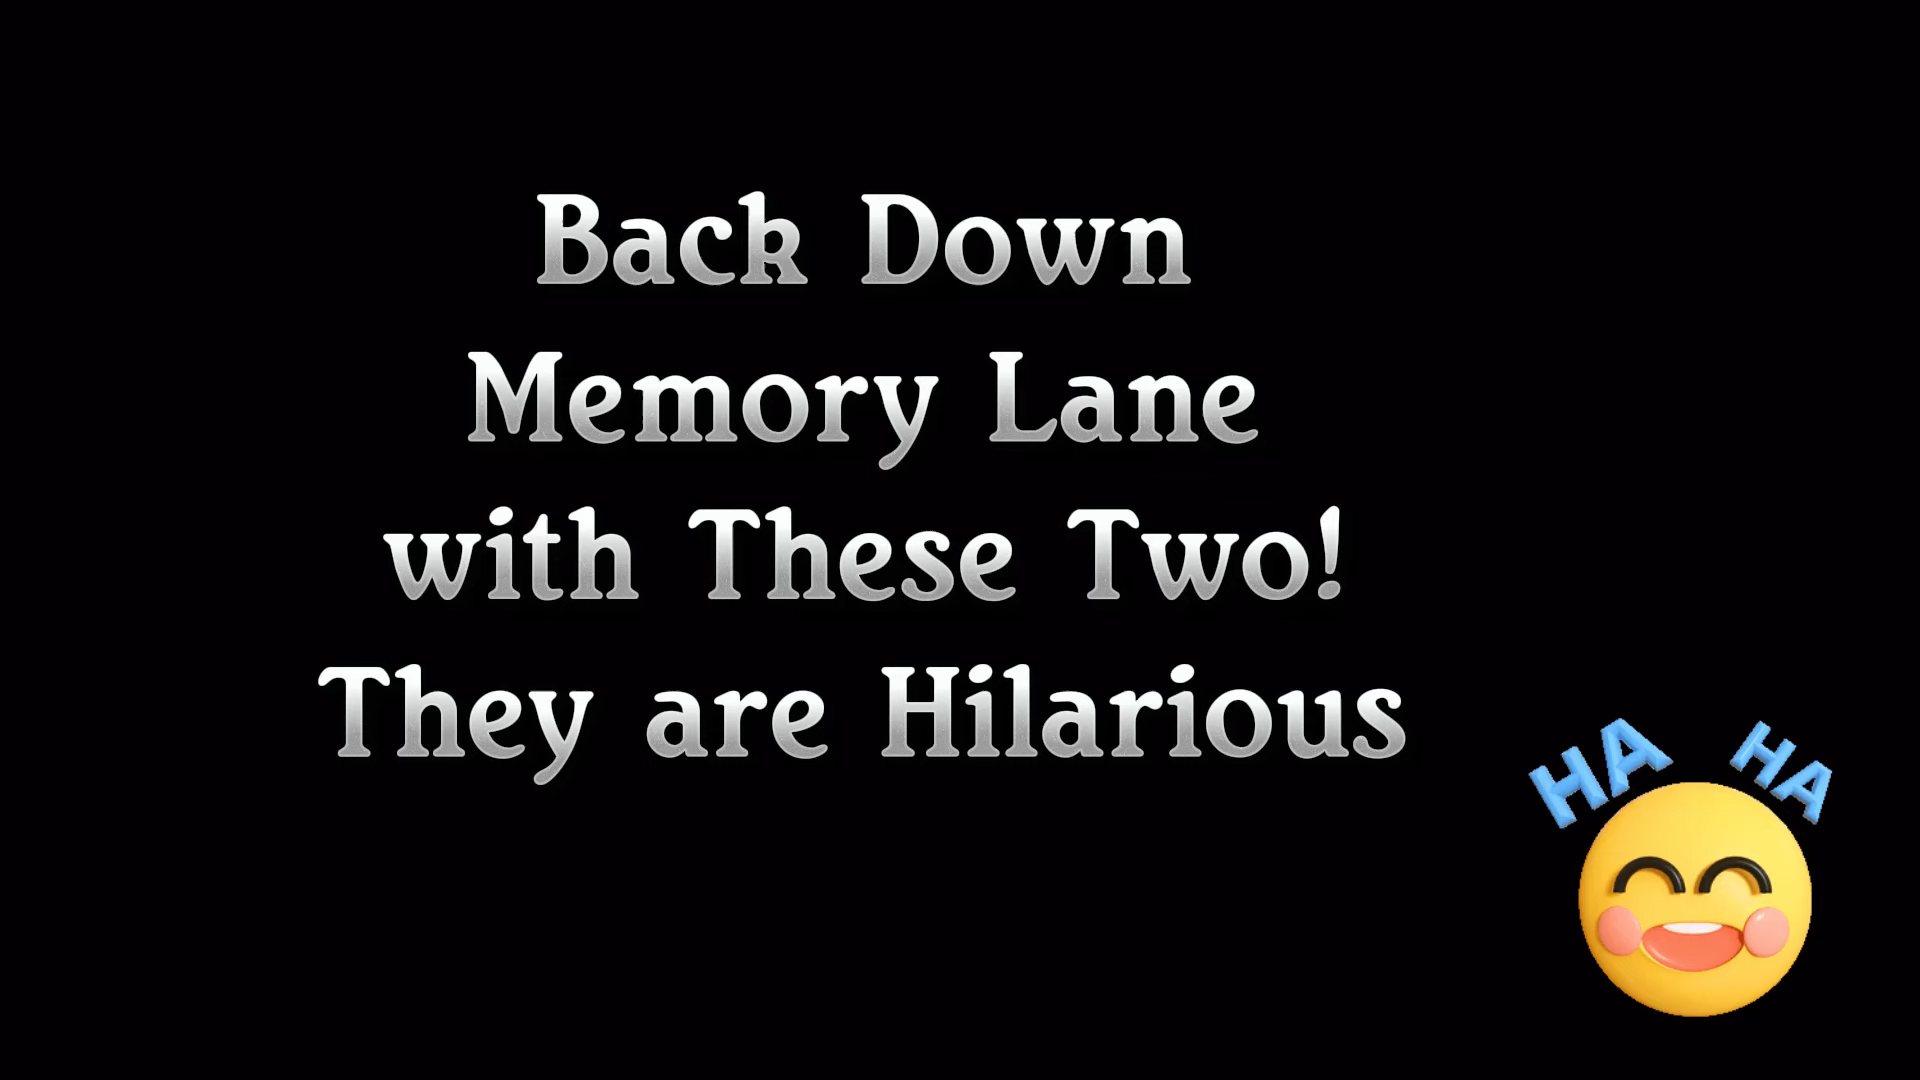 Back Down
Memory Lane
with These Two!
They are Hilarious
HA HA